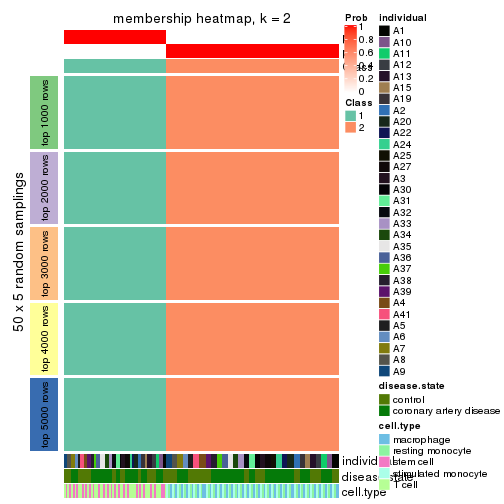 membership heatmap, k = 2
50 x 5 random samplings
top 1000 rows
top 2000 rows
top 3000 rows
top 4000 rows
top 5000 rows
Prob
1
0.8
0.6
0.4
0.2
0
Class
1
2
individual
A1
A10
A11
A12
A13
A15
A19
A2
A20
A22
A24
A25
A27
A3
A30
A31
A32
A33
A34
A35
A36
A37
A38
A39
A4
A41
A5
A6
A7
A8
A9
disease.state
control
coronary artery disease
cell.type
macrophage
resting monocyte
stem cell
stimulated monocyte
T cell
individual
disease.state
cell.type